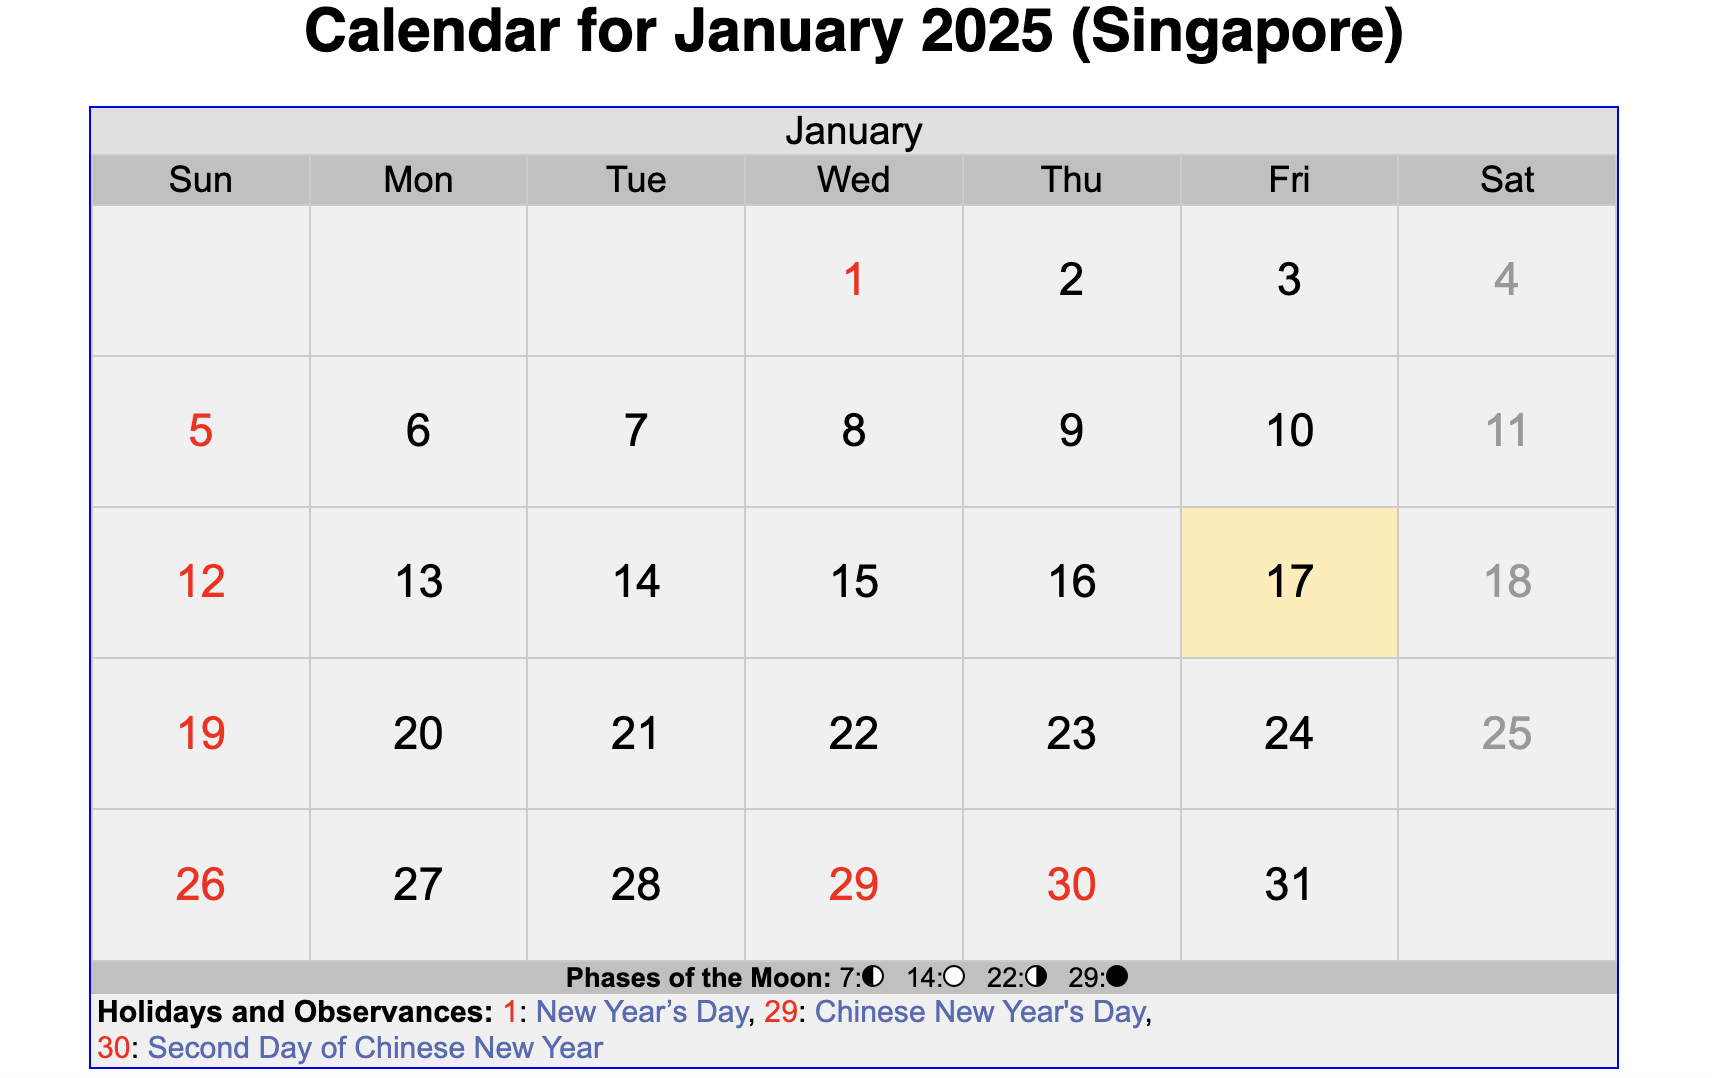 Calendar for January 2025 (Singapore)
January
Sun Mon Tue Wed Thu Fri Sat
1 2 3 4
5 6 7 8 9 10 11
12 13 14 15 16 17 18
19 20 21 22 23 24 25
26 27 28 29 30 31
Phases of the Moon: 7:◐ 14:○ 22:◑ 29:●
Holidays and Observances: 1: New Year’s Day, 29: Chinese New Year's Day,
30: Second Day of Chinese New Year